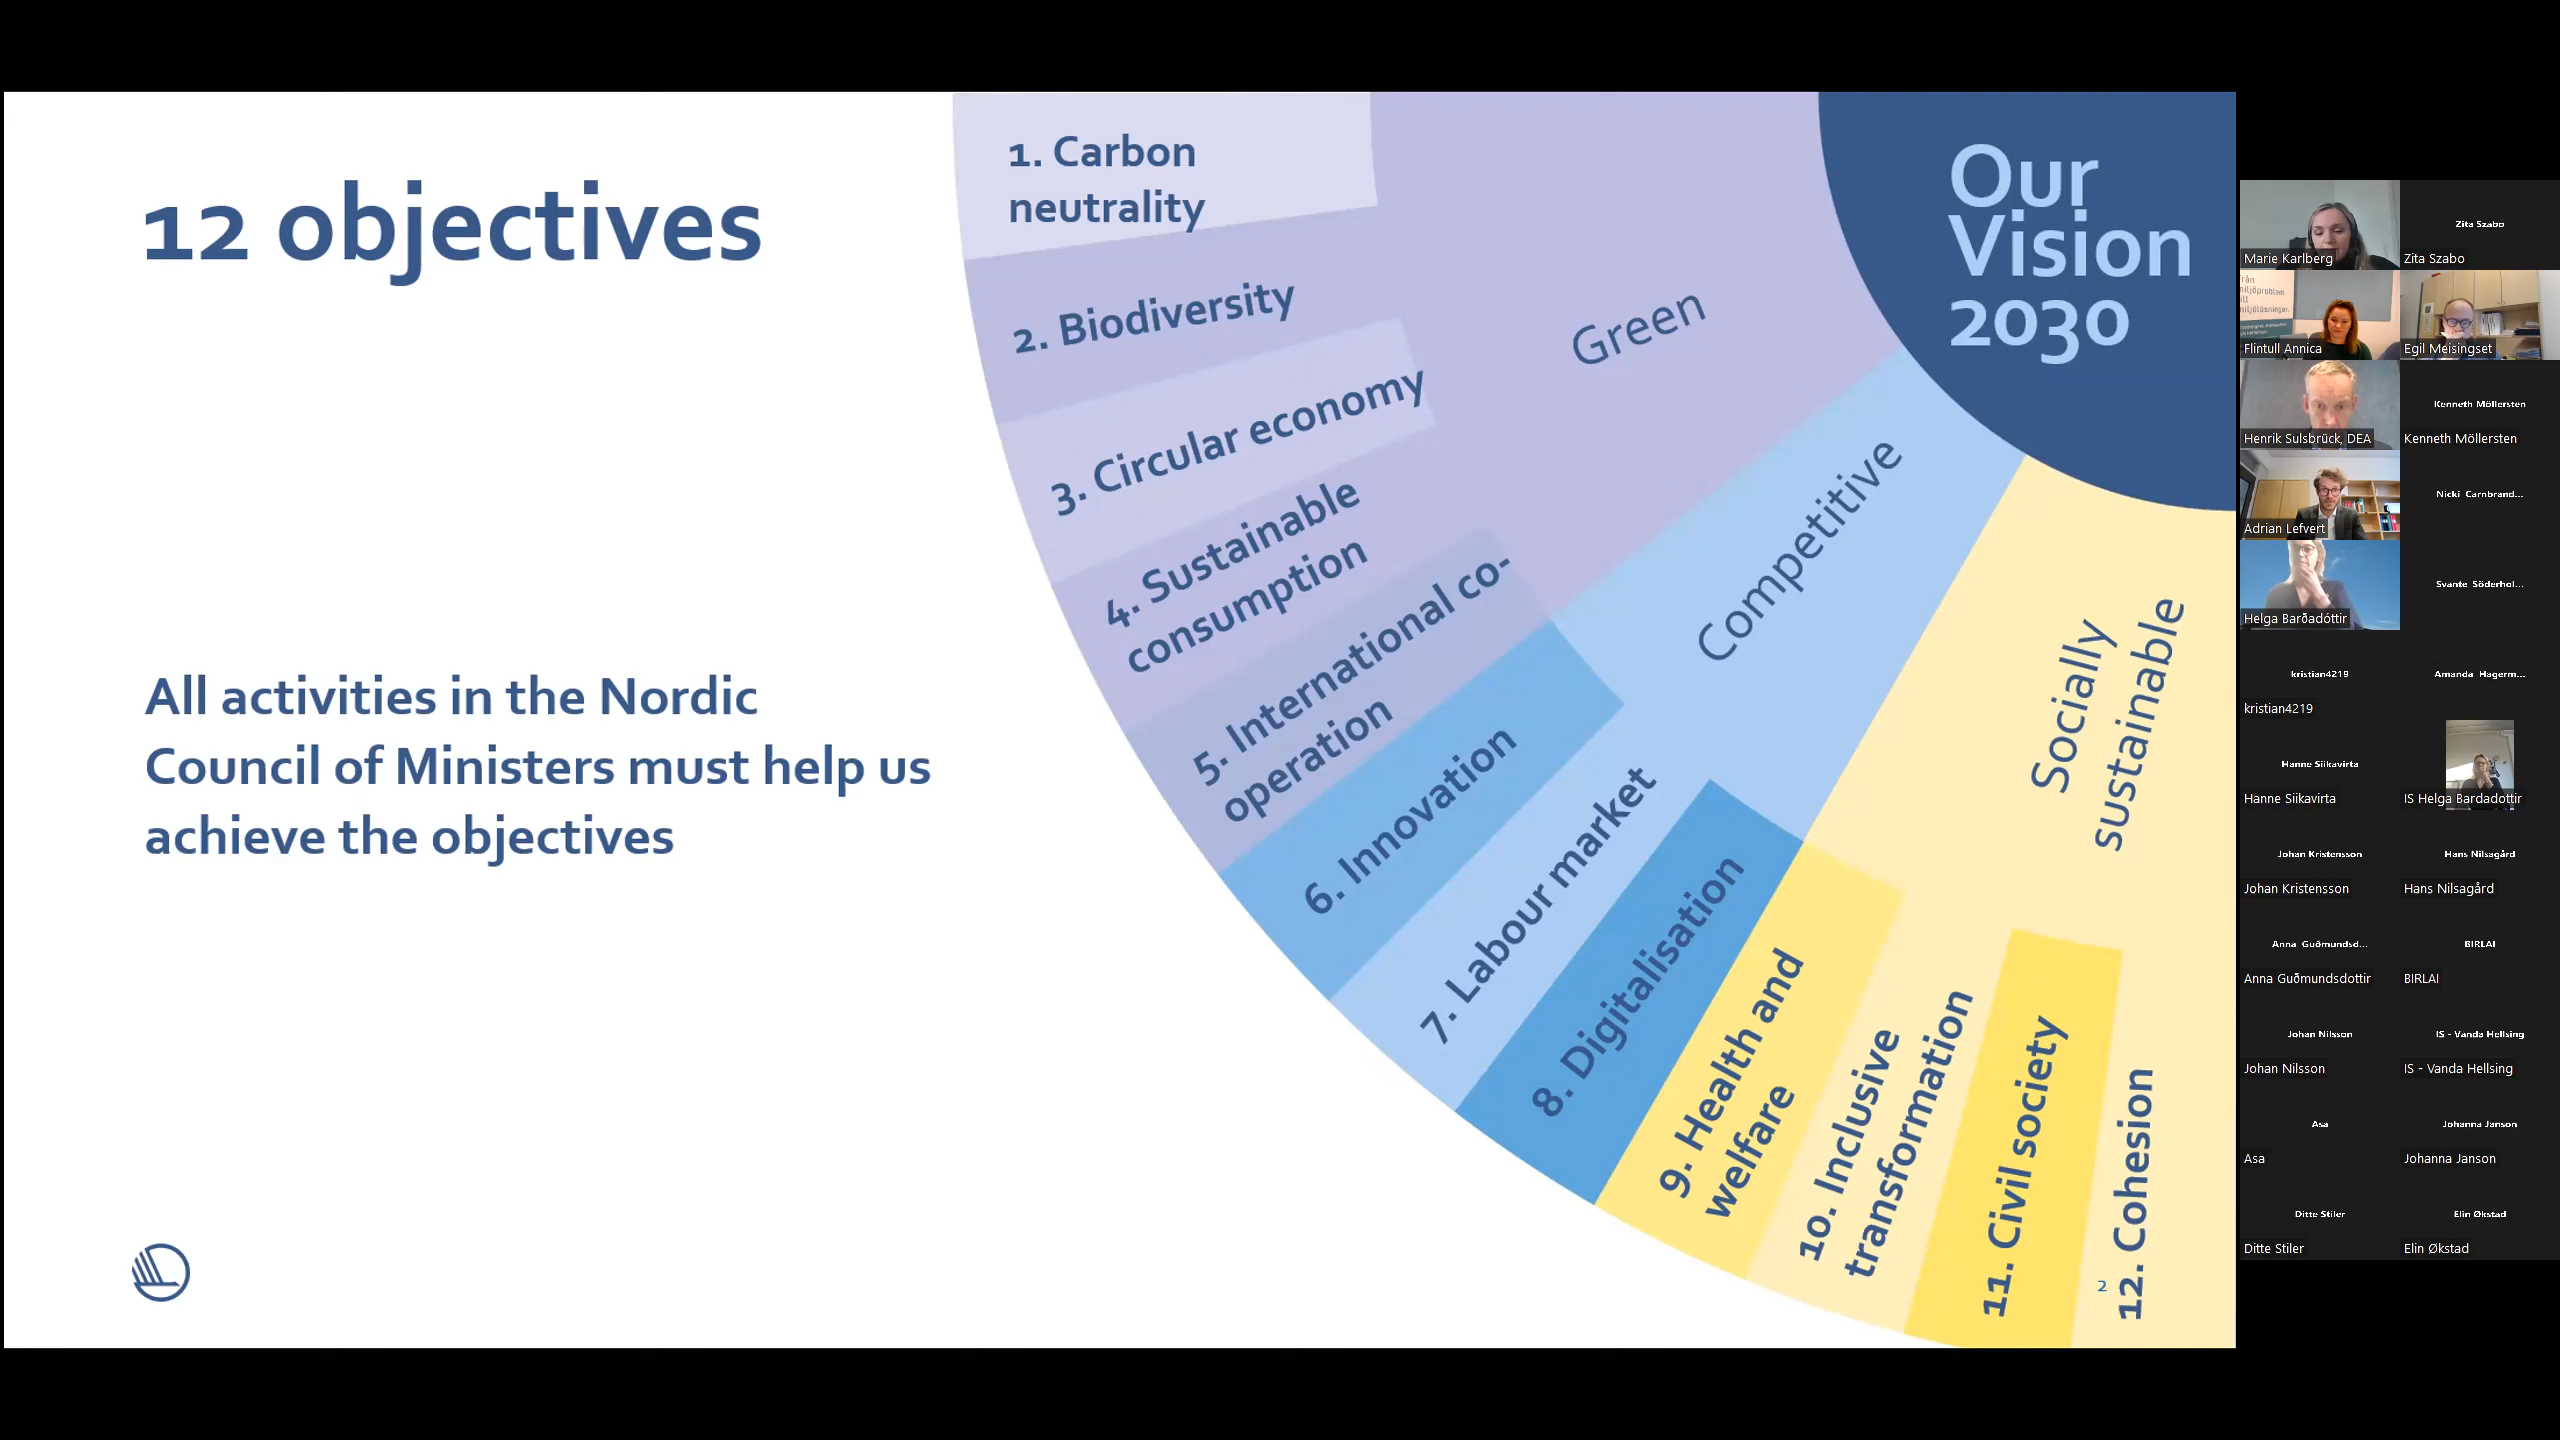 12 objectives
All activities in the Nordic
Council of Ministers must help us
achieve the objectives
Our
Vision
2030
Green
Competitive
Socially
sustainable
1. Carbon
neutrality
2. Biodiversity
3. Circular economy
4. Sustainable
consumption
5. International co-
operation
6. Innovation
7. Labour market
8. Digitalisation
9. Health and
welfare
10. Inclusive
transformation
11. Civil society
12. Cohesion
2
Marie Karlberg
Zita Szabo
Zita Szabo
miljöproblem
Flintull Annica
Egil Meisingset
Henrik Sulsbrück, DEA
Kenneth Möllersten
Kenneth Möllersten
Adrian Lefvert
Nicki Carnbrand...
Helga Barðadóttir
Svante Söderhol...
kristian4219
kristian4219
Amanda Hagerm...
Hanne Siikavirta
Hanne Siikavirta
IS Helga Bardadottir
Johan Kristensson
Johan Kristensson
Hans Nilsagård
Hans Nilsagård
Anna Guðmundsd...
Anna Guðmundsdottir
BIRLAI
BIRLAI
Johan Nilsson
Johan Nilsson
IS - Vanda Hellsing
IS - Vanda Hellsing
Asa
Asa
Johanna Janson
Johanna Janson
Ditte Stiler
Ditte Stiler
Elin Økstad
Elin Økstad